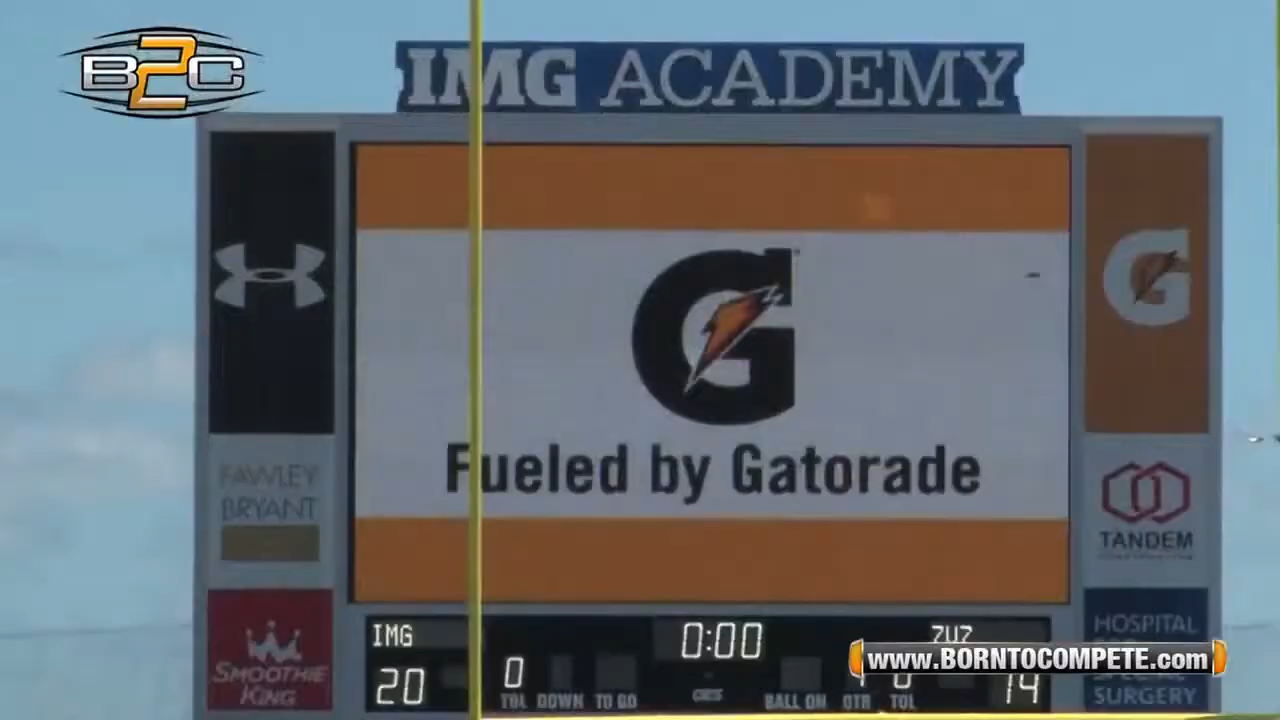 B2C
IMG ACADEMY
G
G
Fueled by Gatorade
FAWLEY
BRYANT
TANDEM
SMOOTHIE
KING
HOSPITAL
SURGERY
IMG
0:00
20
0
14
TOL DOWN TO GO
BALL ON QTR TOL
www.BORNTOCOMPETE.com